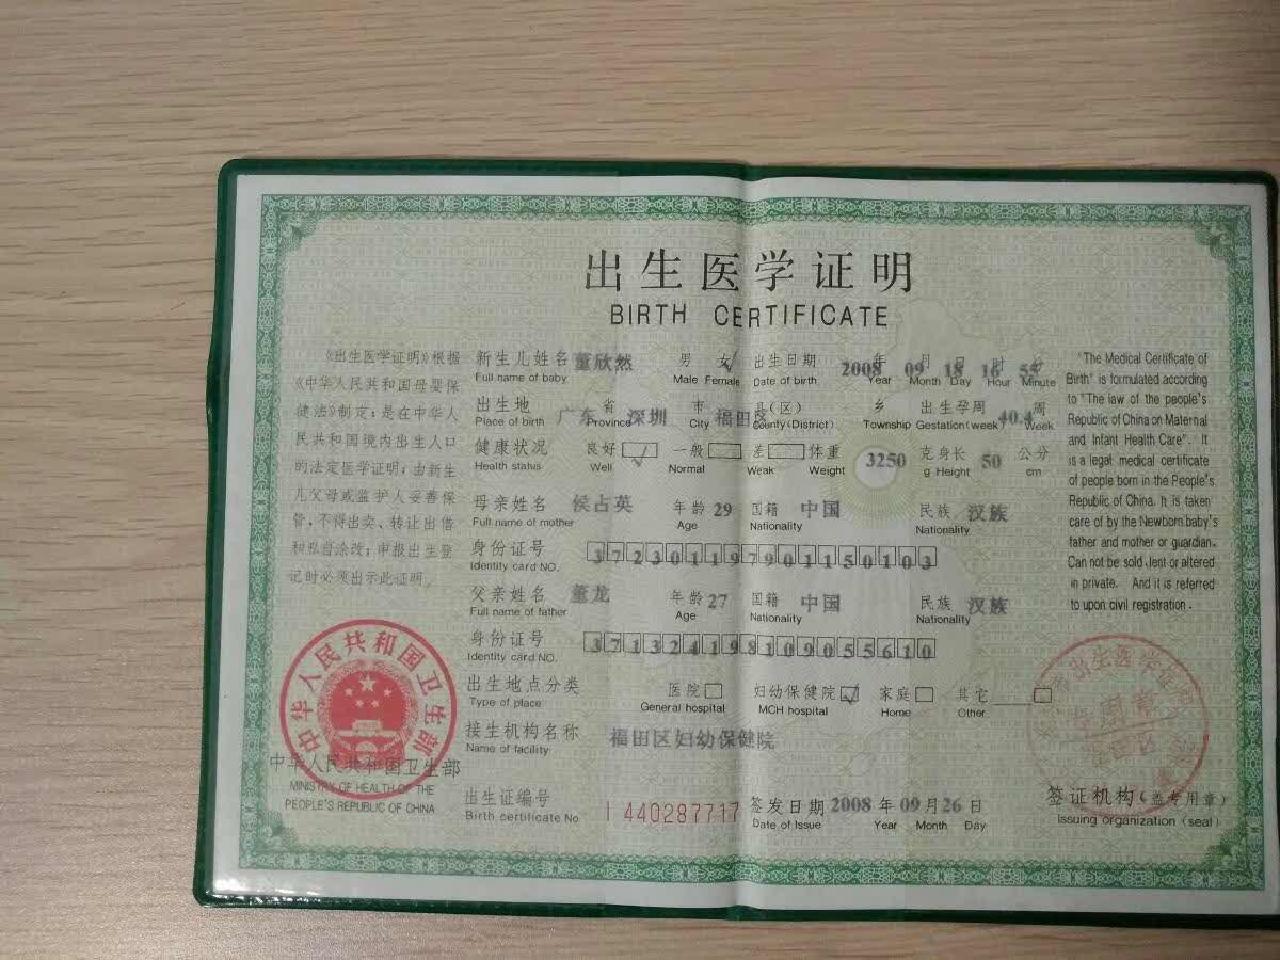 出生医学证明
BIRTH CERTIFICATE
《出生医学证明》根据
《中华人民共和国母婴保
健法》制定；是在中华人
民共和国境内出生人口
的法定医学证明；由新生
儿父母或监护人妥善保
管，不得出卖、转让出借
和私自涂改；申报出生登
记时必须出示此证明。
中华人民共和国卫生部
中华人民共和国卫生部
MINISTRY OF HEALTH OF THE
PEOPLE'S REPUBLIC OF CHINA
新生儿姓名 董欣然 男 女√ 出生日期 2008 年 09 月 18 日 16 时 55 分
Full name of baby Male Female Date of birth Year Month Day Hour Minute
出生地 广东 省 深圳 市 福田区 县(区) 乡 出生孕周 40.4 周
Place of birth Province City County(District) Township Gestation(week) Week
健康状况 良好 √ 一般 差 体重 3250 克 身长 50 公分
Health status Well Normal Weak Weight g Height cm
母亲姓名 侯占英 年龄 29 国籍 中国 民族 汉族
Full name of mother Age Nationality Nationality
身份证号 372301197901150103
Identity card NO.
父亲姓名 董龙 年龄 27 国籍 中国 民族 汉族
Full name of father Age Nationality Nationality
身份证号 371324198109055610
Identity card NO.
出生地点分类 医院 妇幼保健院 √ 家庭 其它
Type of place General hospital MCH hospital Home Other
接生机构名称 福田区妇幼保健院
Name of facility
出生证编号 I 440287717 签发日期 2008 年 09 月 26 日 签证机构(盖专用章)
Birth certificate No Date of Issue Year Month Day Issuing organization (seal)
"The Medical Certificate of
Birth" is formulated according
to "The law of the people's
Republic of China on Maternal
and Infant Health Care". It
is a legal medical certificate
of people born in the People's
Republic of China. It is taken
care of by the Newborn baby's
father and mother or guardian.
Can not be sold, lent or altered
in private. And it is referred
to upon civil registration.
出生医学证